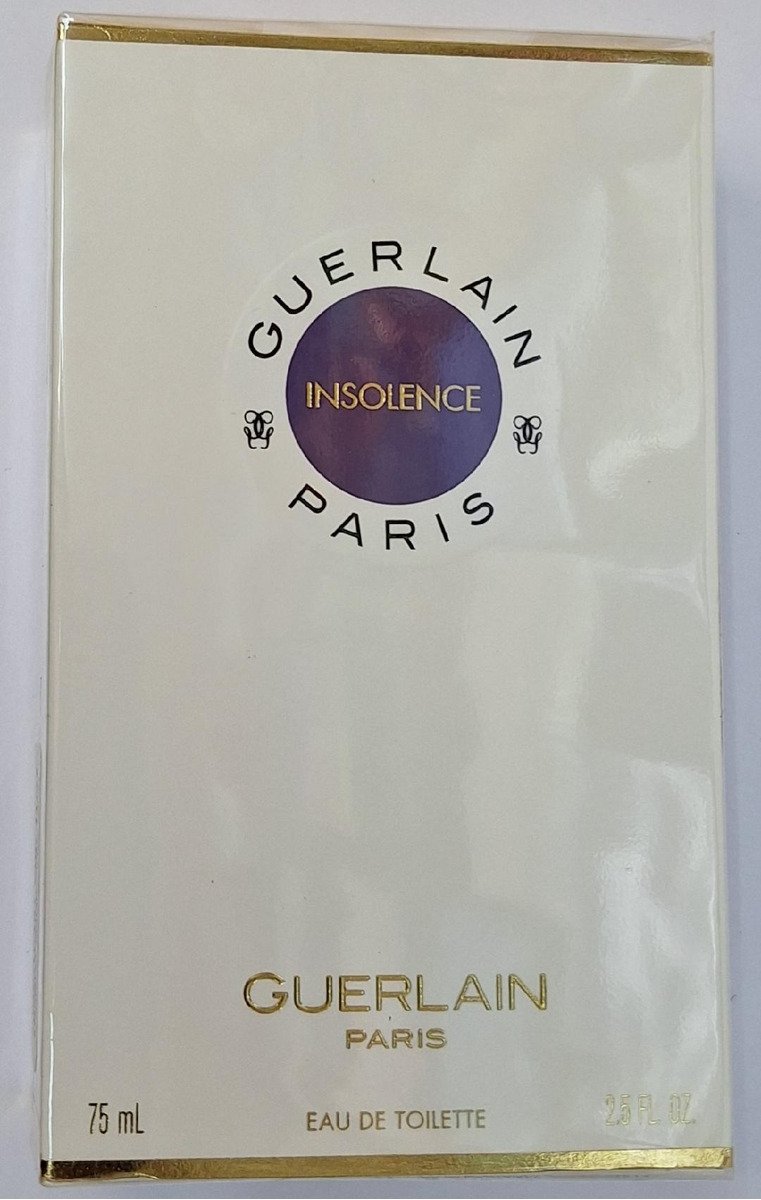 GUERLAIN
INSOLENCE
PARIS
GUERLAIN
PARIS
75 mL
EAU DE TOILETTE
2.5 FL. OZ.